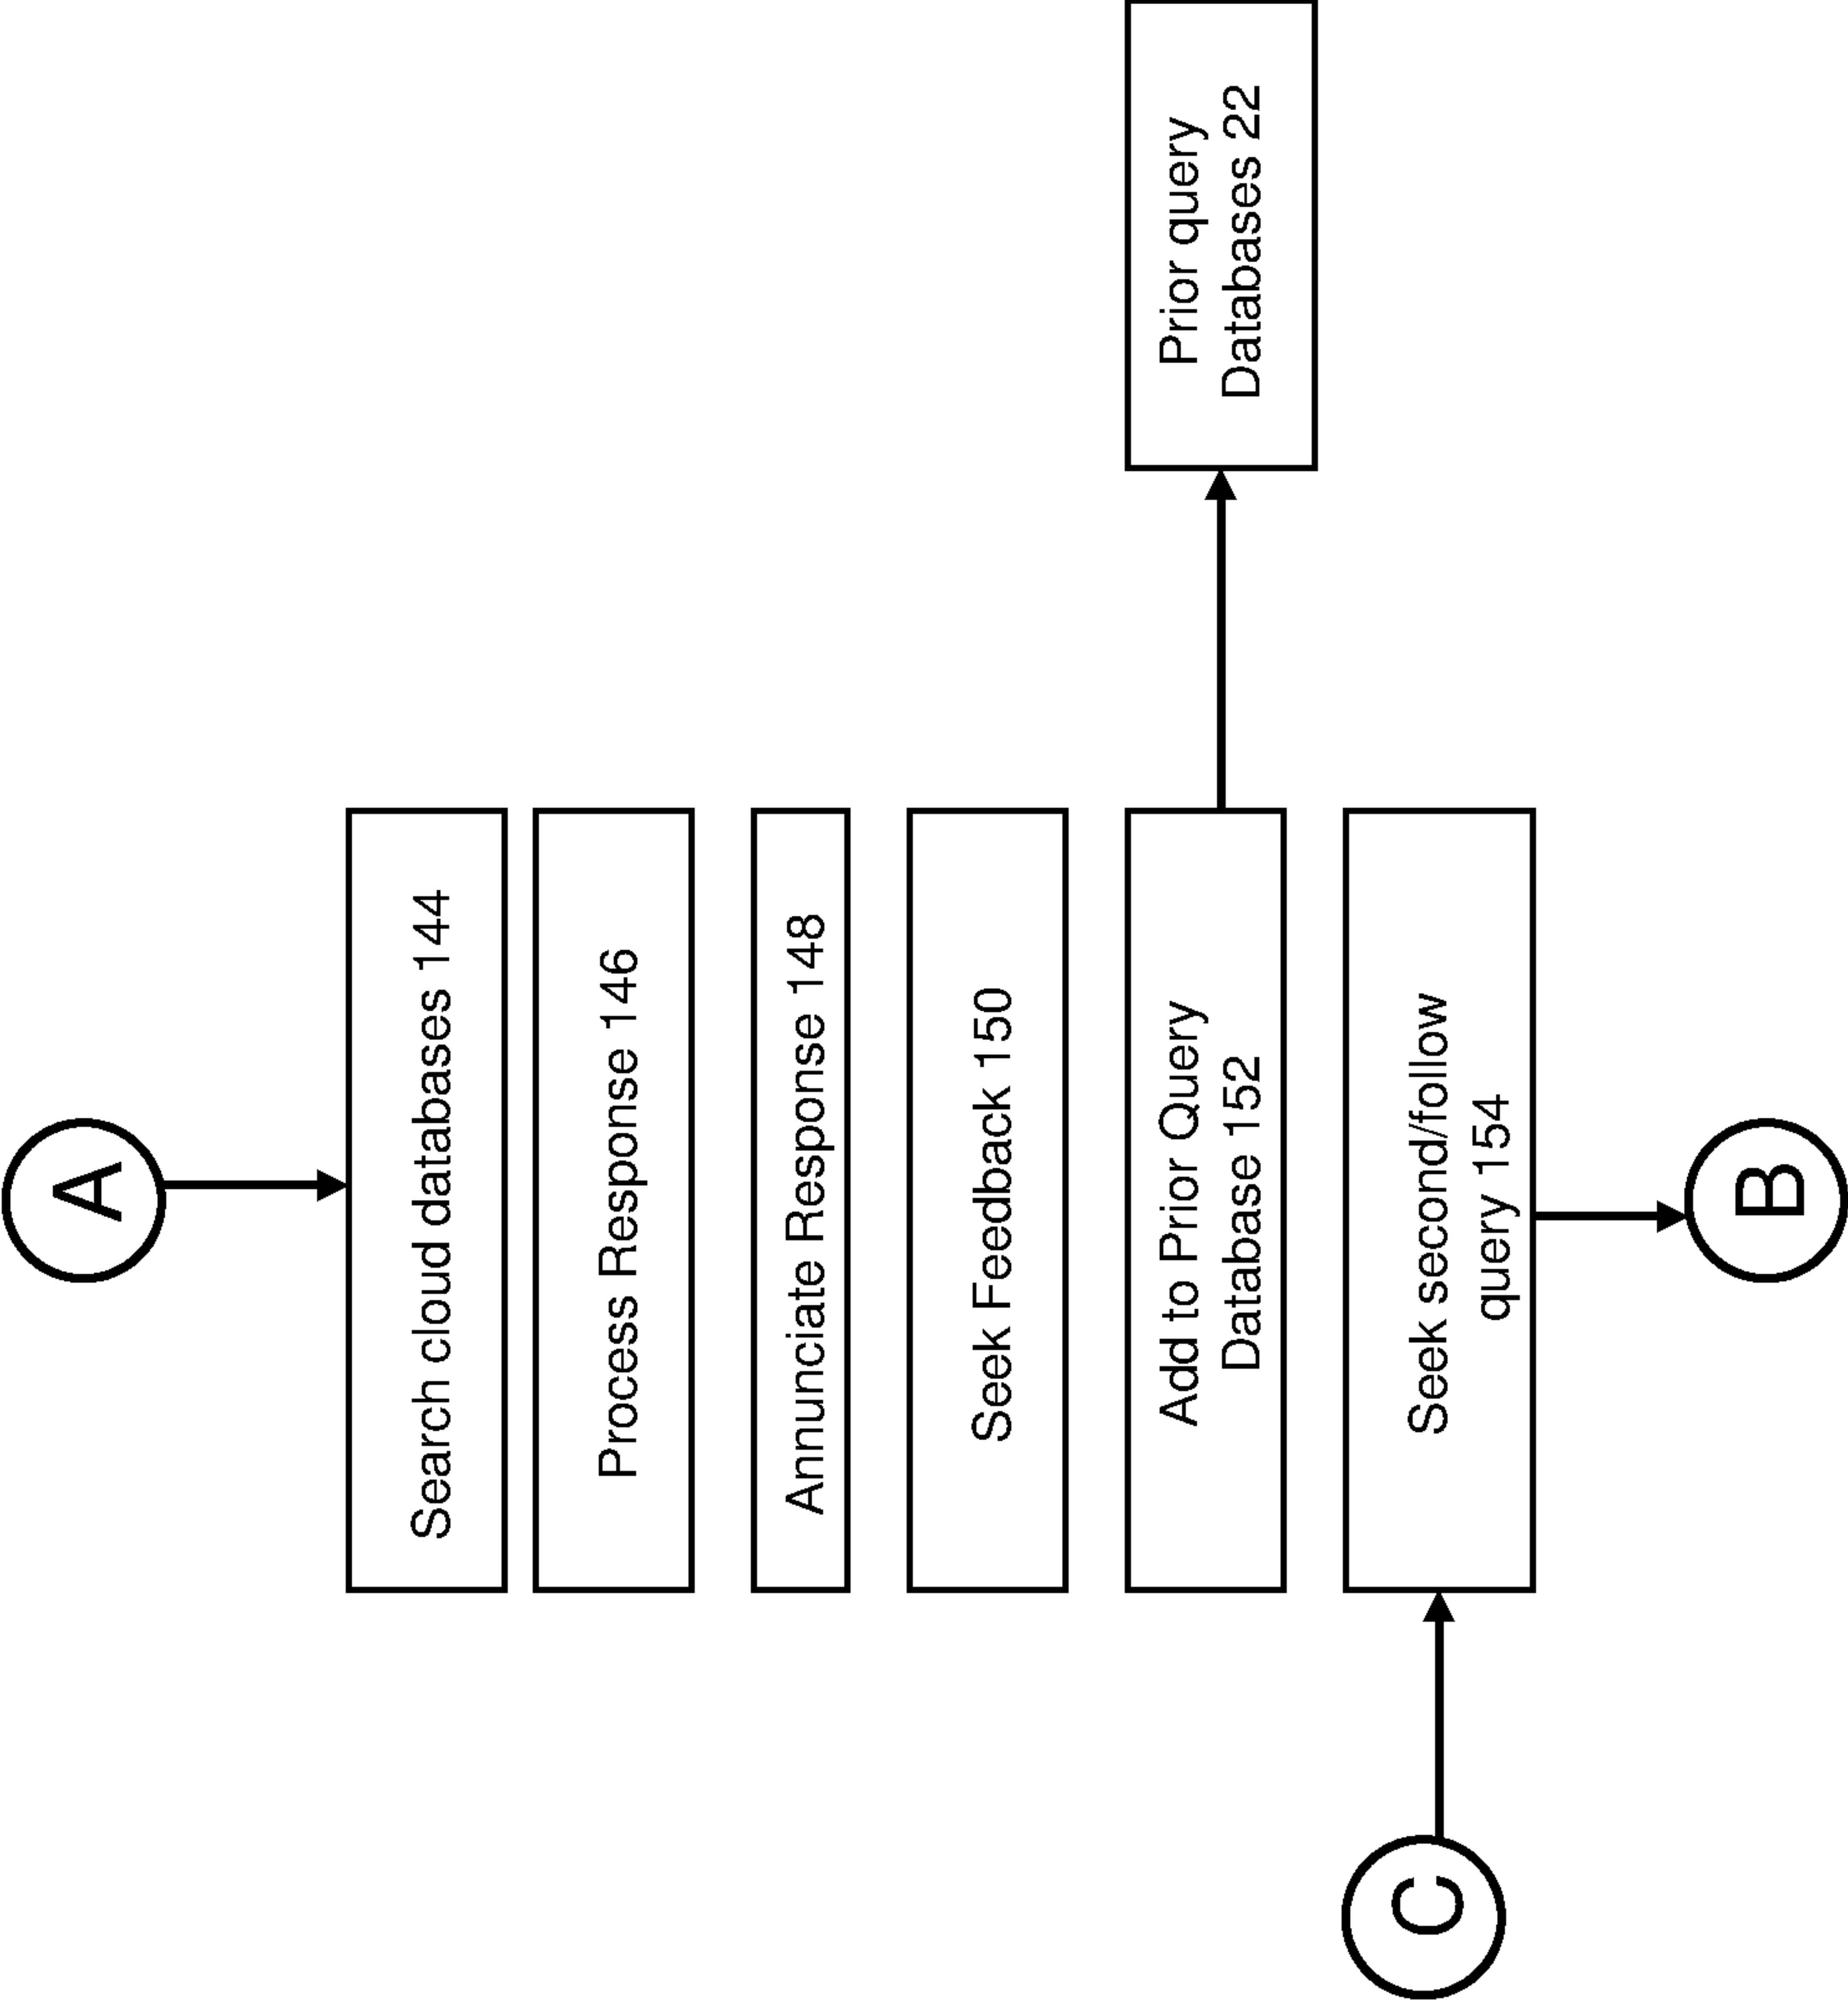 A
Search cloud databases 144
Process Response 146
Annunciate Response 148
Seek Feedback 150
Add to Prior Query
Database 152
Prior query
Databases 22
Seek second/follow
query 154
C
B